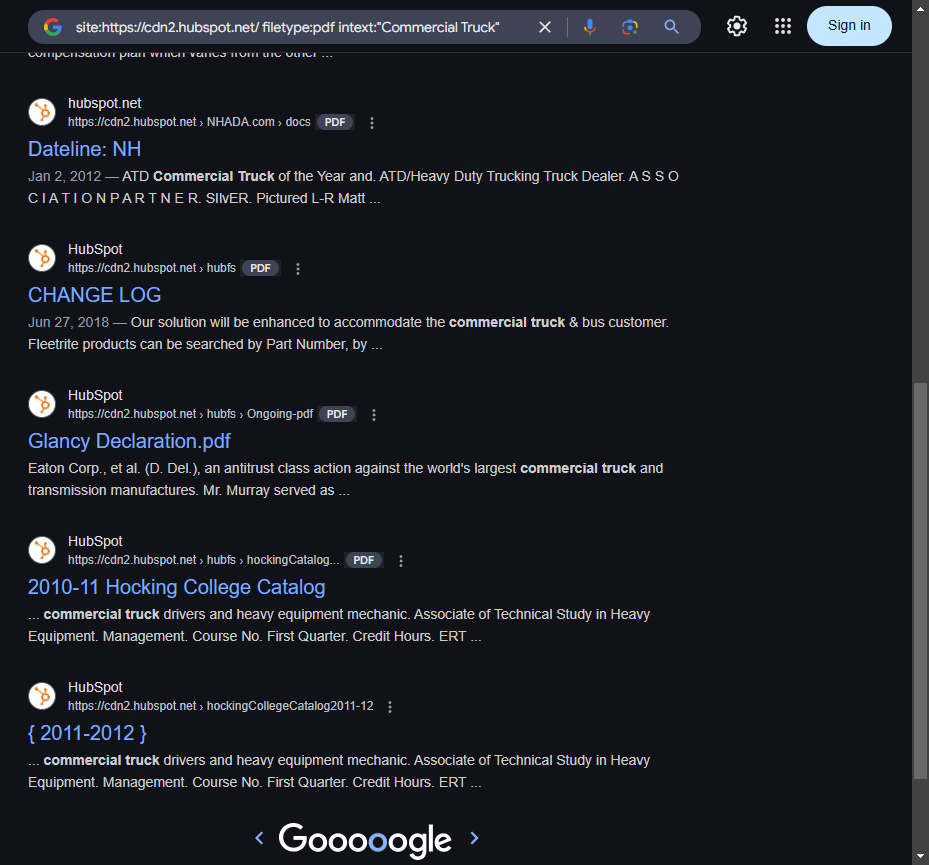 site:https://cdn2.hubspot.net/ filetype:pdf intext:"Commercial Truck"
Sign in
compensation plan which varies from the other ...
hubspot.net
https://cdn2.hubspot.net › NHADA.com › docs PDF
Dateline: NH
Jan 2, 2012 — ATD Commercial Truck of the Year and. ATD/Heavy Duty Trucking Truck Dealer. A S S O
C I A T I O N P A R T N E R. SIlvER. Pictured L-R Matt ...
HubSpot
https://cdn2.hubspot.net › hubfs PDF
CHANGE LOG
Jun 27, 2018 — Our solution will be enhanced to accommodate the commercial truck & bus customer.
Fleetrite products can be searched by Part Number, by ...
HubSpot
https://cdn2.hubspot.net › hubfs › Ongoing-pdf PDF
Glancy Declaration.pdf
Eaton Corp., et al. (D. Del.), an antitrust class action against the world's largest commercial truck and
transmission manufactures. Mr. Murray served as ...
HubSpot
https://cdn2.hubspot.net › hubfs › hockingCatalog... PDF
2010-11 Hocking College Catalog
... commercial truck drivers and heavy equipment mechanic. Associate of Technical Study in Heavy
Equipment. Management. Course No. First Quarter. Credit Hours. ERT ...
HubSpot
https://cdn2.hubspot.net › hockingCollegeCatalog2011-12
{ 2011-2012 }
... commercial truck drivers and heavy equipment mechanic. Associate of Technical Study in Heavy
Equipment. Management. Course No. First Quarter. Credit Hours. ERT ...
< Gooooogle >